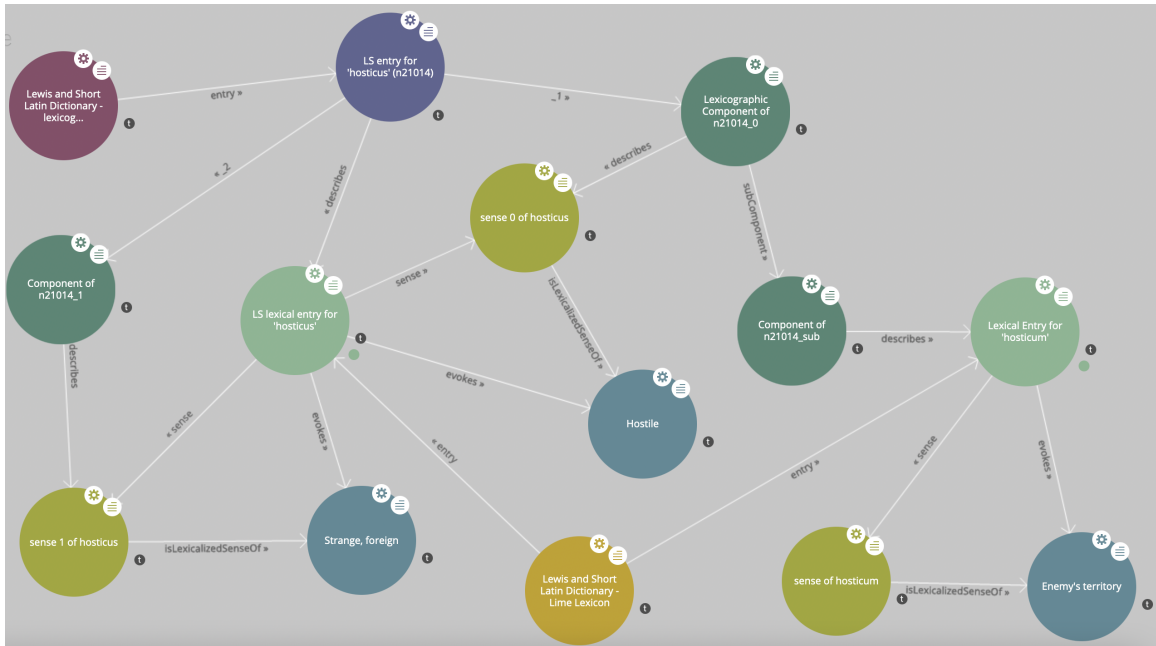 e
LS entry for
'hosticus' (n21014)
Lewis and Short
Latin Dictionary -
lexicog...
entry »
_1 »
Lexicographic
Component of
n21014_0
t
t
t
« _2
« describes
« describes
sense 0 of hosticus
t
subComponent »
Component of
n21014_1
t
LS lexical entry for
'hosticus'
t
sense »
isLexicalizedSenseOf »
Component of
n21014_sub
t
describes »
Lexical Entry for
'hosticum'
t
describes
evokes »
Hostile
t
« sense
evokes »
« entry
entry »
« sense
evokes »
sense 1 of hosticus
t
isLexicalizedSenseOf »
Strange, foreign
t
Lewis and Short
Latin Dictionary -
Lime Lexicon
t
sense of hosticum
t
isLexicalizedSenseOf »
Enemy's territory
t